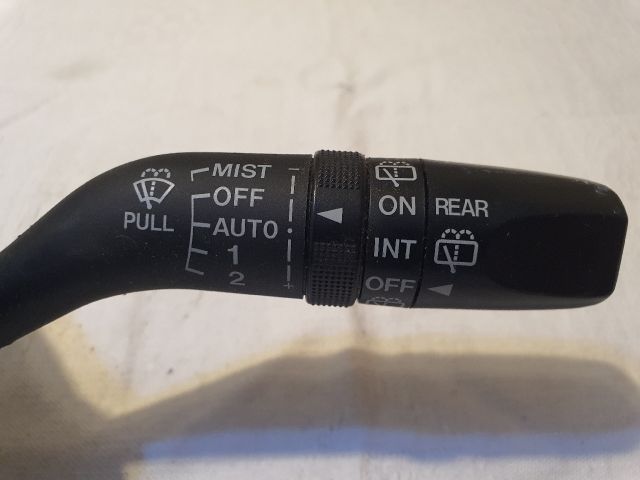 PULL
MIST
OFF
AUTO
1
2
ON
INT
OFF
REAR